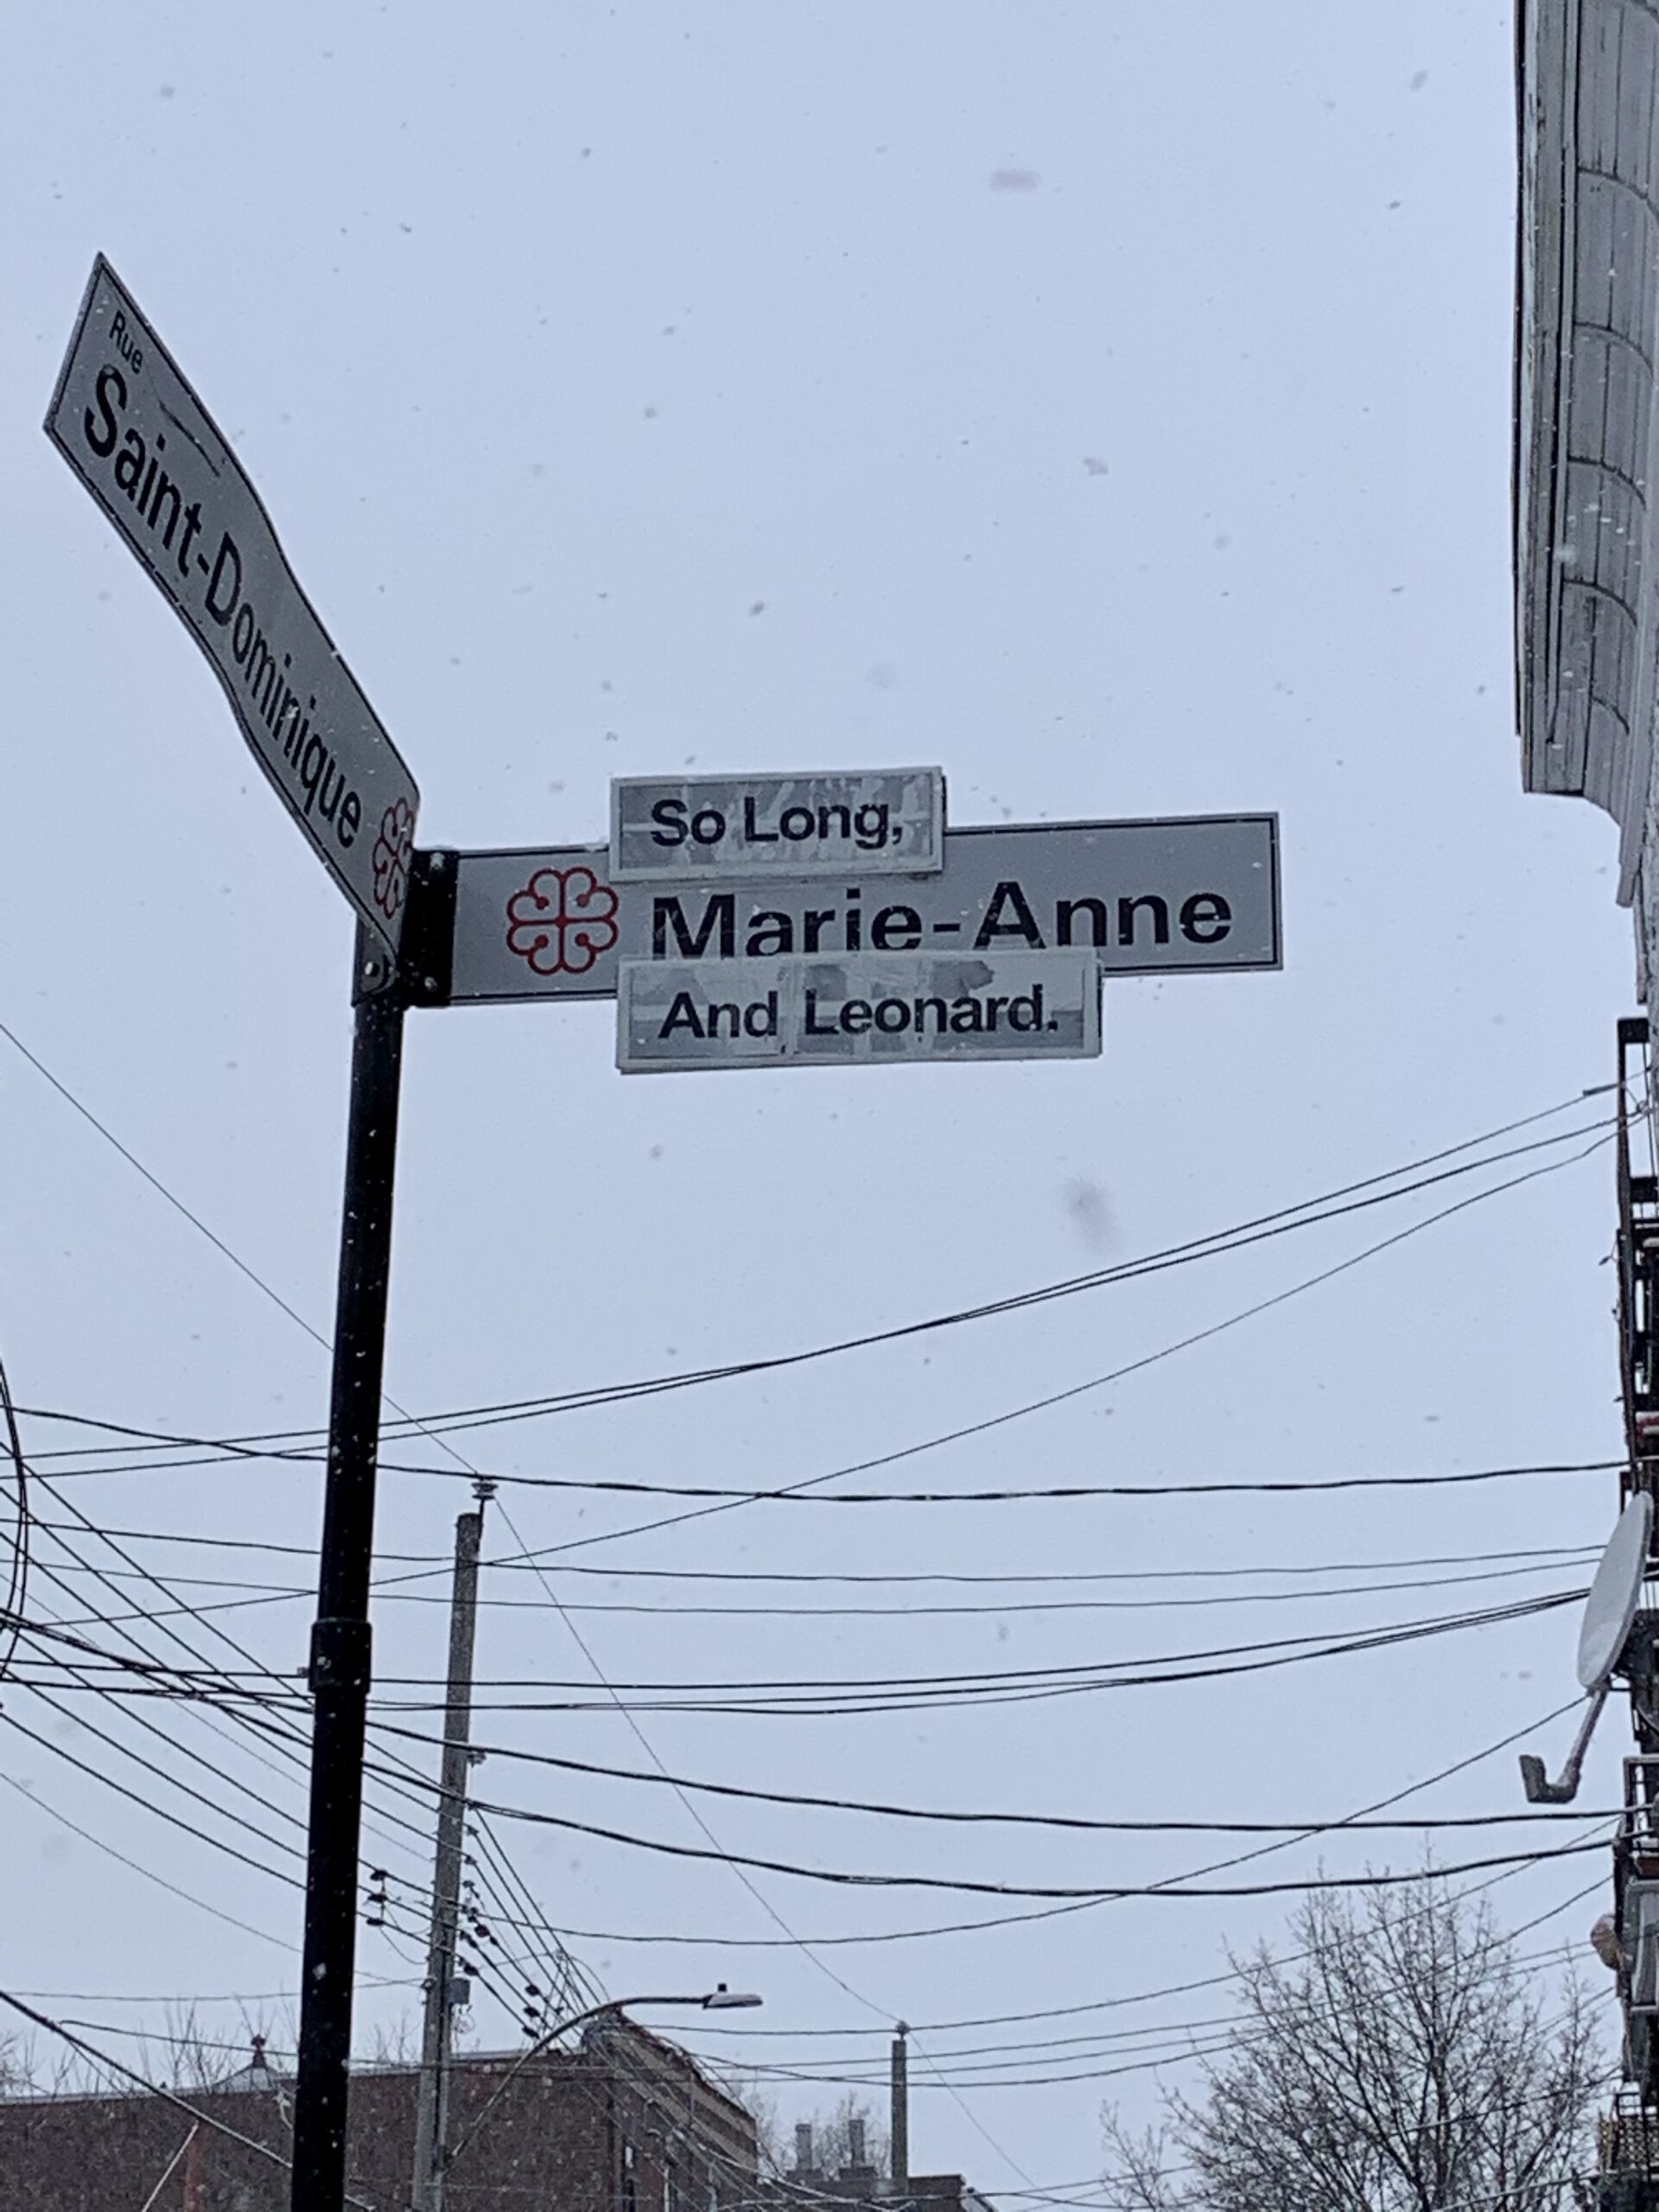 Rue
Saint-Dominique
So Long,
Marie-Anne
And Leonard.